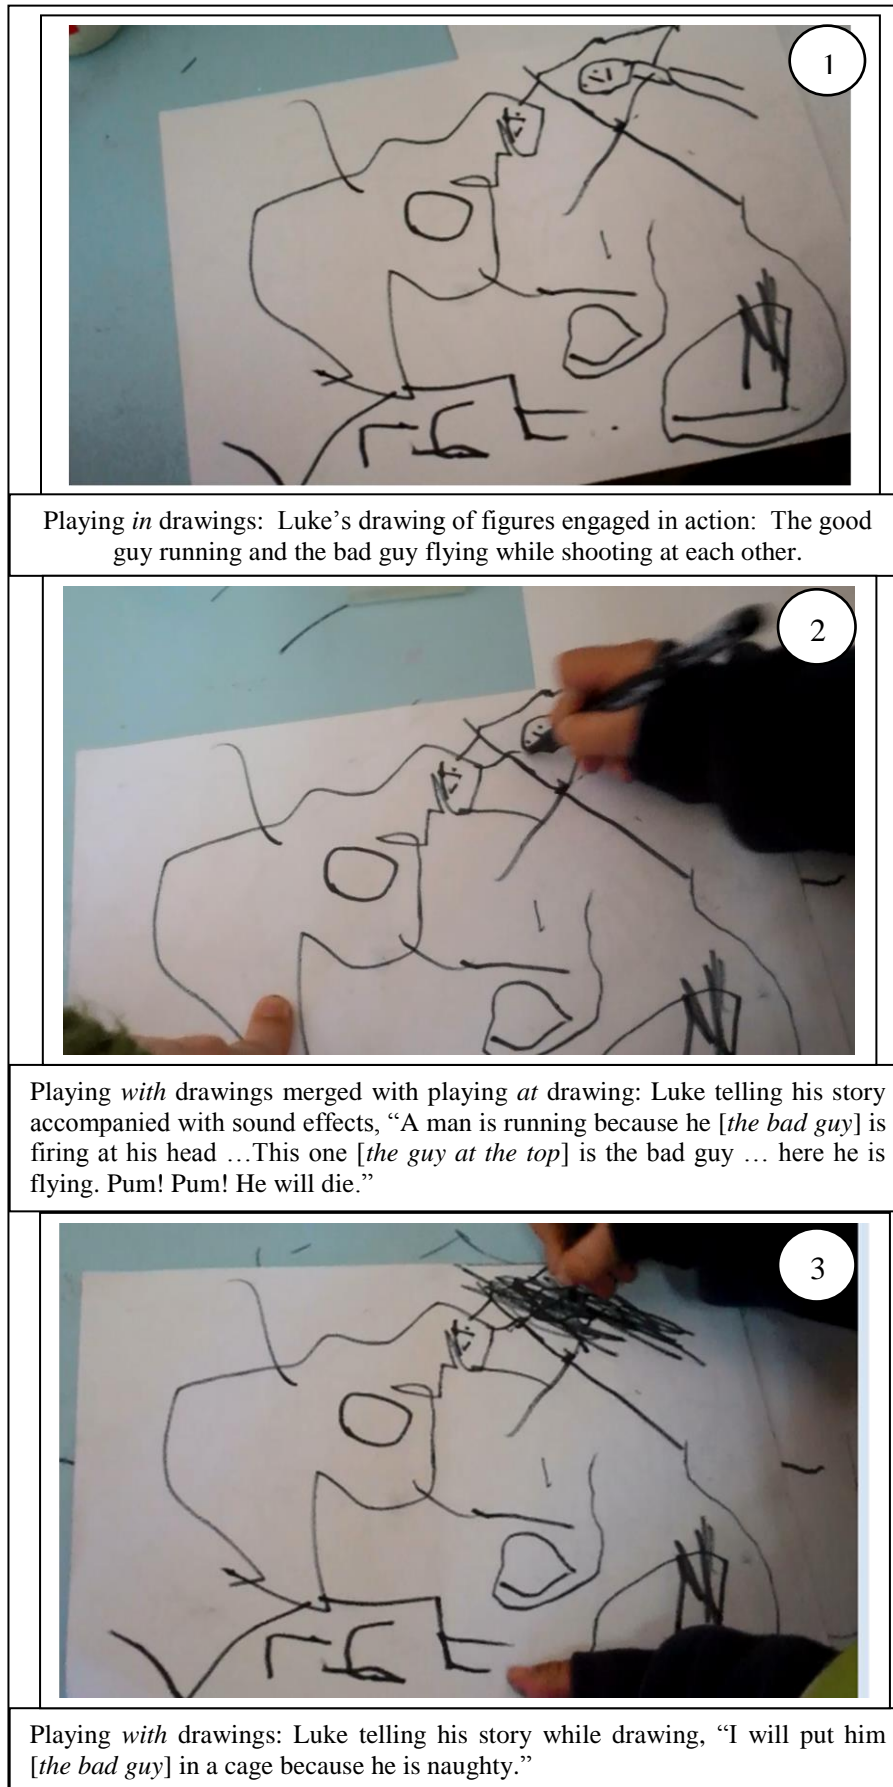 1
Playing in drawings: Luke’s drawing of figures engaged in action: The good
guy running and the bad guy flying while shooting at each other.
2
Playing with drawings merged with playing at drawing: Luke telling his story
accompanied with sound effects, “A man is running because he [the bad guy] is
firing at his head …This one [the guy at the top] is the bad guy … here he is
flying. Pum! Pum! He will die.”
3
Playing with drawings: Luke telling his story while drawing, “I will put him
[the bad guy] in a cage because he is naughty.”